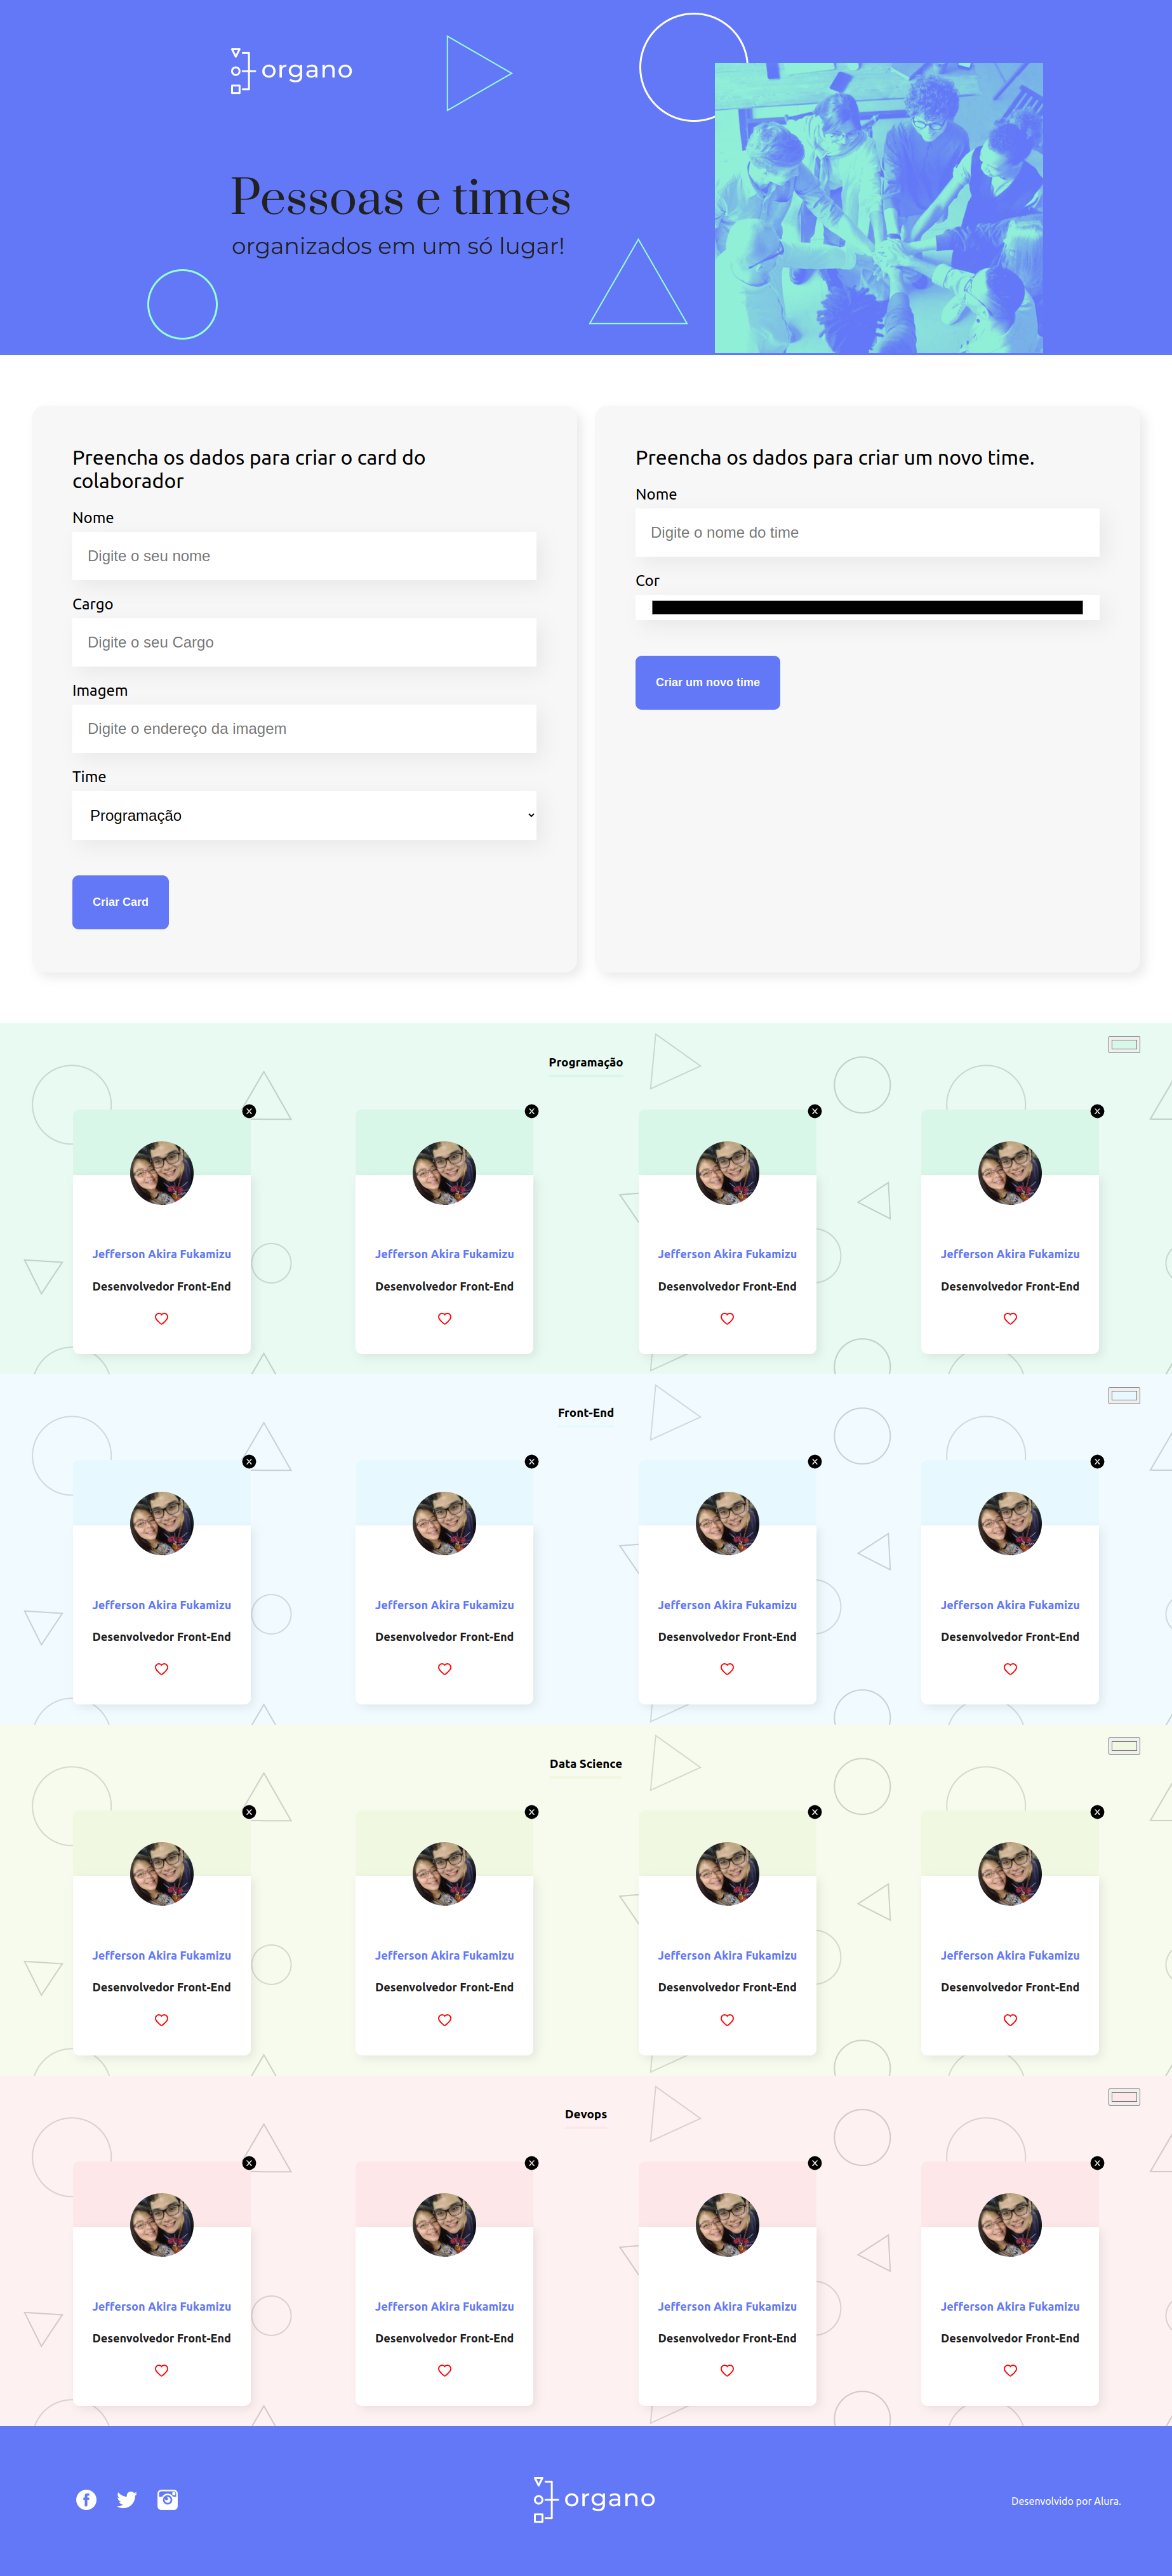 organo
Pessoas e times
organizados em um só lugar!
Preencha os dados para criar o card do
colaborador
Nome
Digite o seu nome
Cargo
Digite o seu Cargo
Imagem
Digite o endereço da imagem
Time
Programação
Criar Card
Preencha os dados para criar um novo time.
Nome
Digite o nome do time
Cor
Criar um novo time
Programação
Jefferson Akira Fukamizu Jefferson Akira Fukamizu Jefferson Akira Fukamizu Jefferson Akira Fukamizu
Desenvolvedor Front-End Desenvolvedor Front-End Desenvolvedor Front-End Desenvolvedor Front-End
Front-End
Jefferson Akira Fukamizu Jefferson Akira Fukamizu Jefferson Akira Fukamizu Jefferson Akira Fukamizu
Desenvolvedor Front-End Desenvolvedor Front-End Desenvolvedor Front-End Desenvolvedor Front-End
Data Science
Jefferson Akira Fukamizu Jefferson Akira Fukamizu Jefferson Akira Fukamizu Jefferson Akira Fukamizu
Desenvolvedor Front-End Desenvolvedor Front-End Desenvolvedor Front-End Desenvolvedor Front-End
Devops
Jefferson Akira Fukamizu Jefferson Akira Fukamizu Jefferson Akira Fukamizu Jefferson Akira Fukamizu
Desenvolvedor Front-End Desenvolvedor Front-End Desenvolvedor Front-End Desenvolvedor Front-End
organo
Desenvolvido por Alura.